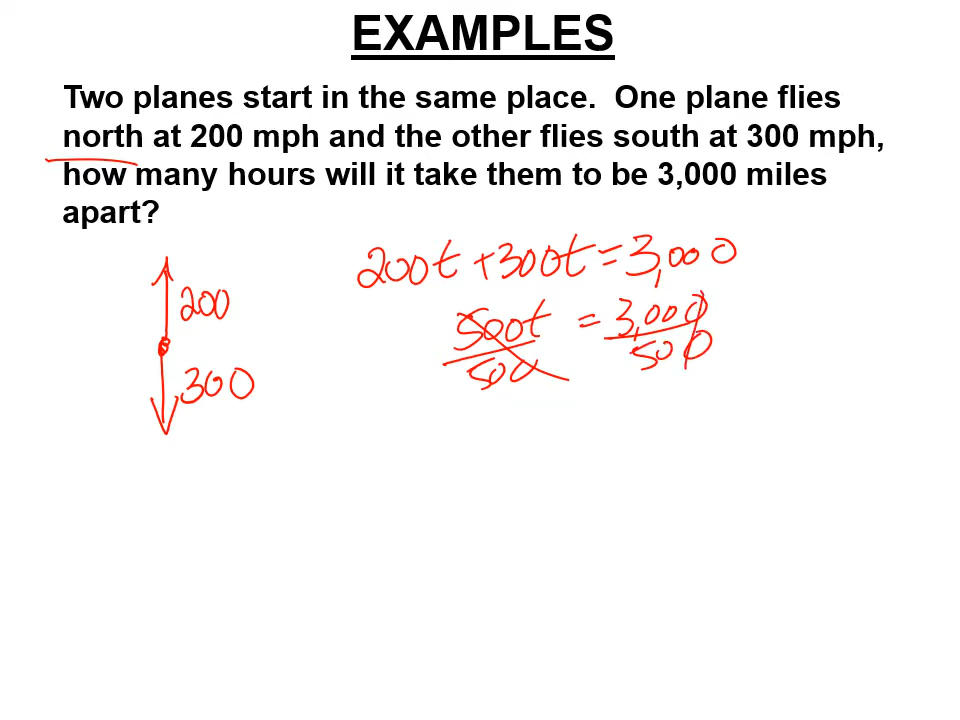 EXAMPLES
Two planes start in the same place. One plane flies
north at 200 mph and the other flies south at 300 mph,
how many hours will it take them to be 3,000 miles
apart?
200t + 300t = 3,000
200
500t = 3,000
500 500
300